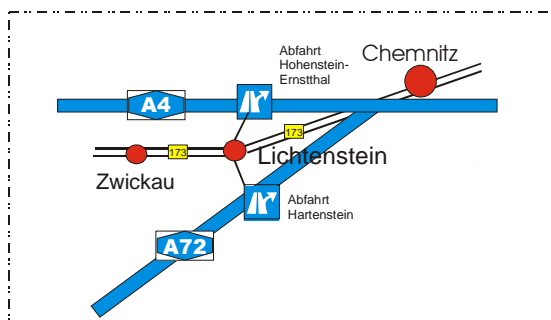 Abfahrt
Hohenstein-
Ernstthal
Chemnitz
A4
173
173
Lichtenstein
Zwickau
Abfahrt
Hartenstein
A72